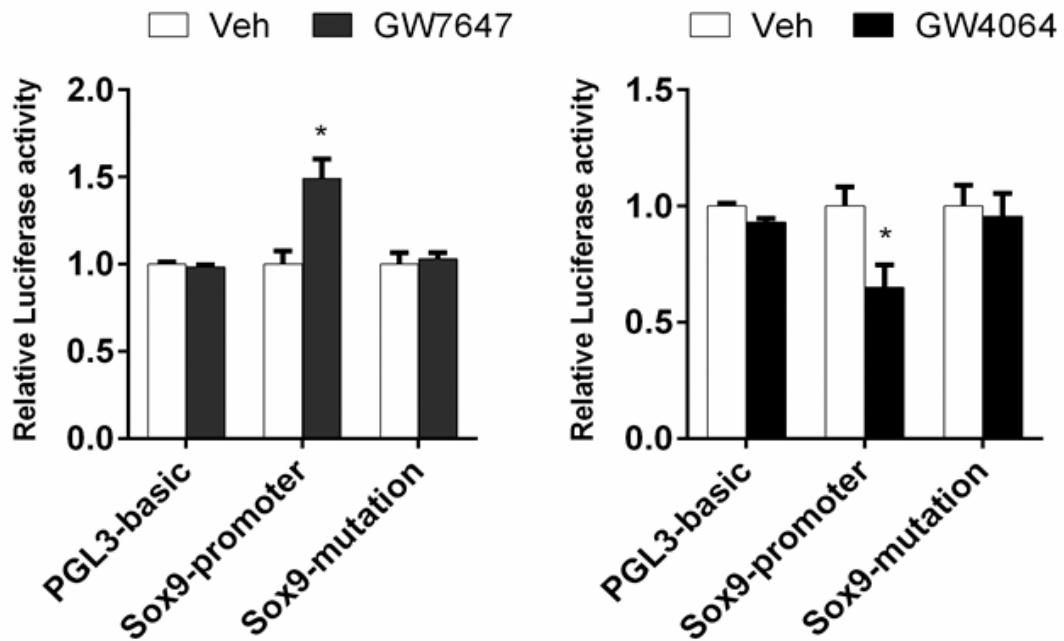 Veh GW7647
Relative Luciferase activity
2.0
1.5
1.0
0.5
0.0
*
PGL3-basic
Sox9-promoter
Sox9-mutation
Veh GW4064
Relative Luciferase activity
1.5
1.0
0.5
0.0
*
PGL3-basic
Sox9-promoter
Sox9-mutation